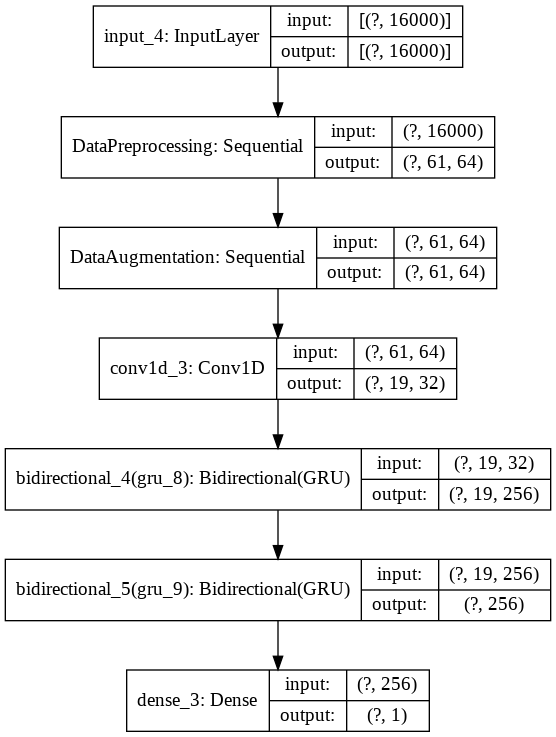 input_4: InputLayer
input: [(?, 16000)]
output: [(?, 16000)]
DataPreprocessing: Sequential
input: (?, 16000)
output: (?, 61, 64)
DataAugmentation: Sequential
input: (?, 61, 64)
output: (?, 61, 64)
conv1d_3: Conv1D
input: (?, 61, 64)
output: (?, 19, 32)
bidirectional_4(gru_8): Bidirectional(GRU)
input: (?, 19, 32)
output: (?, 19, 256)
bidirectional_5(gru_9): Bidirectional(GRU)
input: (?, 19, 256)
output: (?, 256)
dense_3: Dense
input: (?, 256)
output: (?, 1)